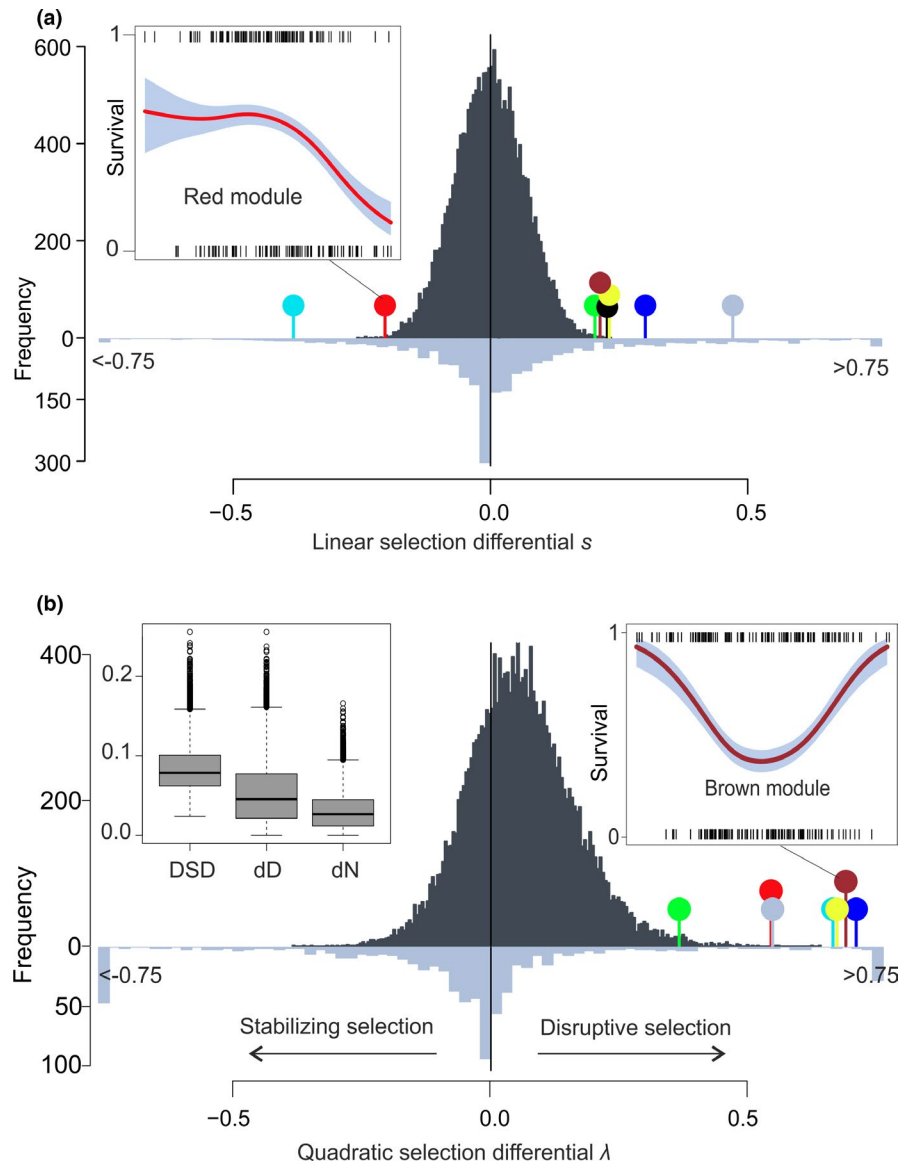 (a)
600
400
200
0
150
300
Frequency
1
Survival
0
Red module
<-0.75
>0.75
−0.5
0.0
0.5
Linear selection differential s
(b)
400
200
0
50
100
Frequency
0.2
0.1
0.0
DSD
dD
dN
1
Survival
0
Brown module
<-0.75
>0.75
Stabilizing selection
Disruptive selection
−0.5
0.0
0.5
Quadratic selection differential λ